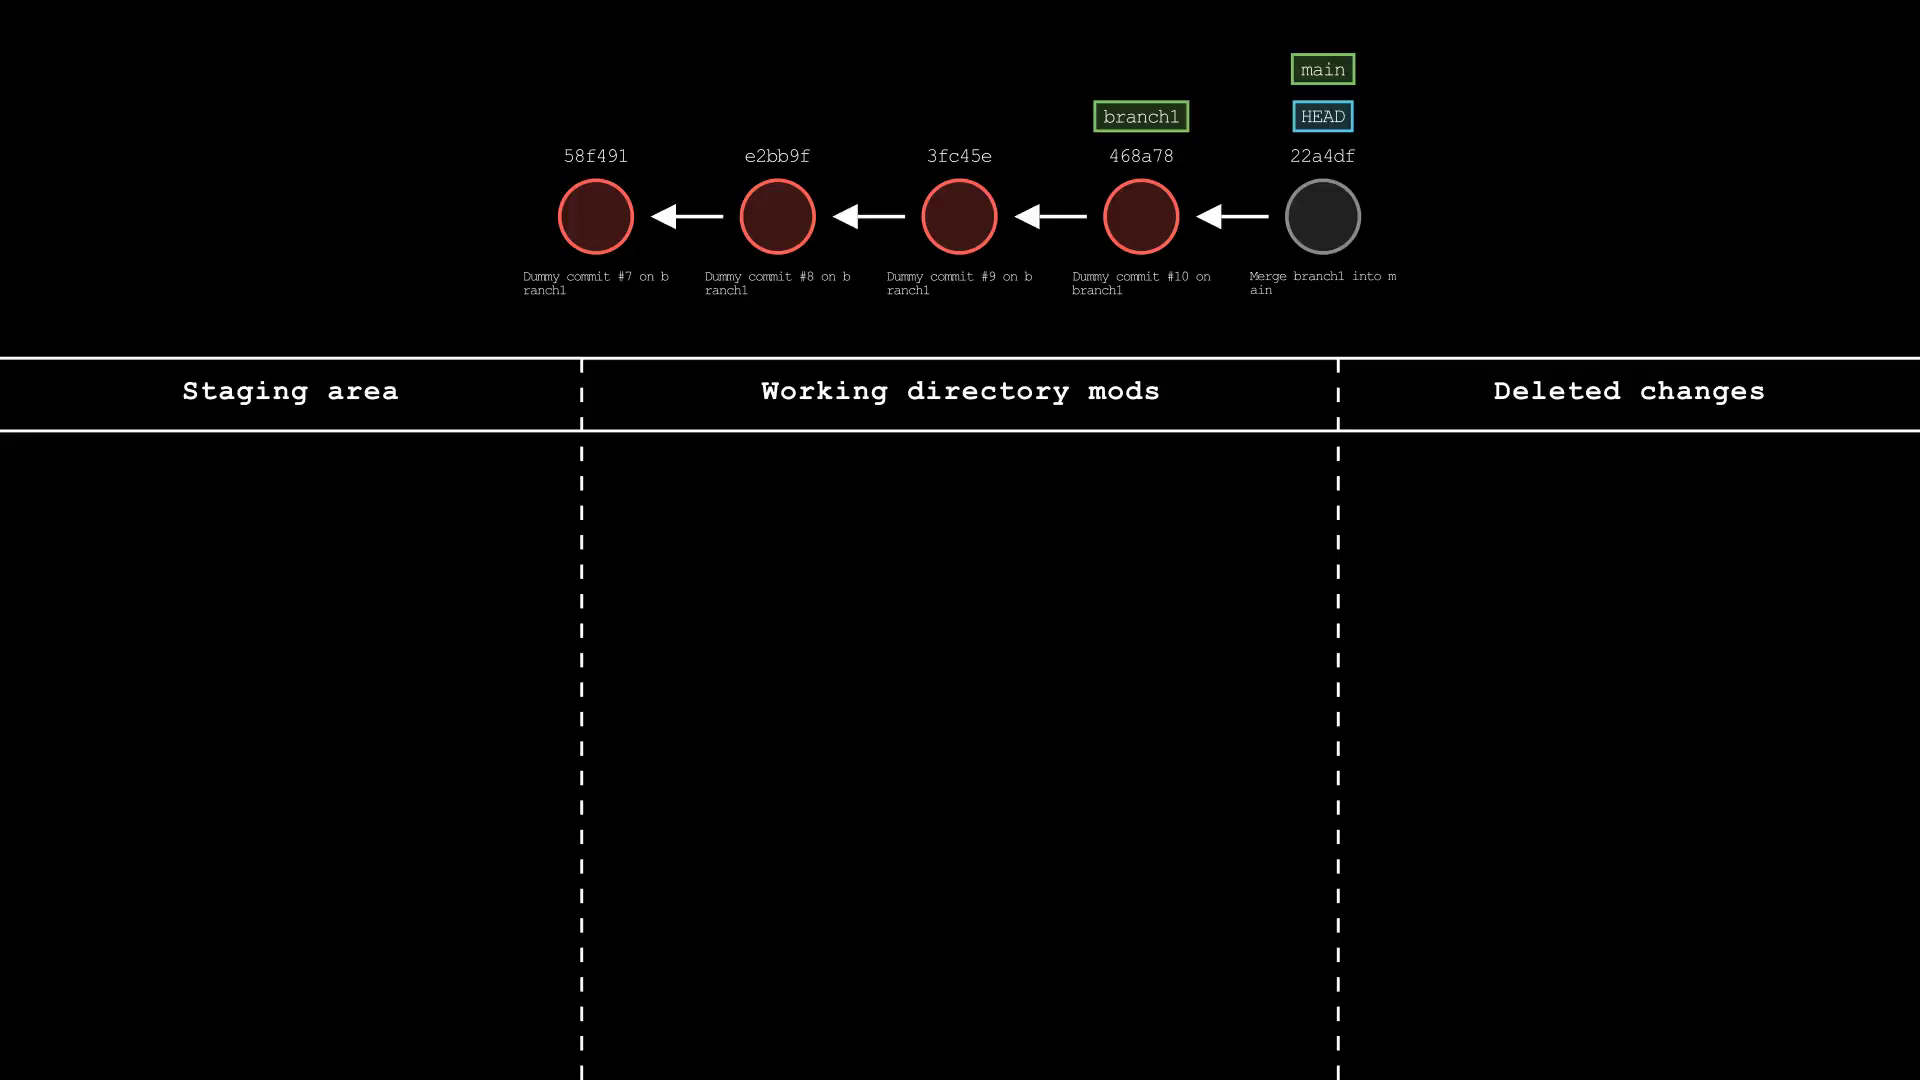 main
branch1
HEAD
58f491
e2bb9f
3fc45e
468a78
22a4df
Dummy commit #7 on b
ranch1
Dummy commit #8 on b
ranch1
Dummy commit #9 on b
ranch1
Dummy commit #10 on
branch1
Merge branch1 into m
ain
Staging area
Working directory mods
Deleted changes